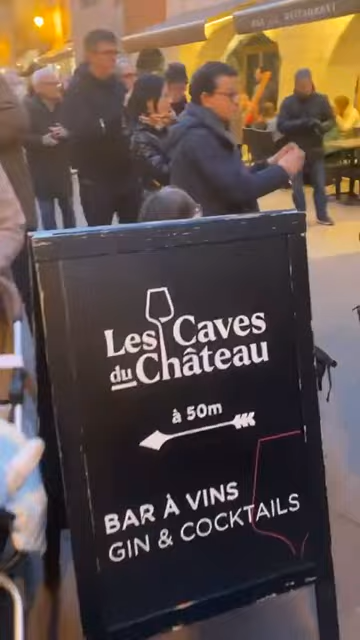 Les Caves
du Château
à 50m
BAR À VINS
GIN & COCKTAILS